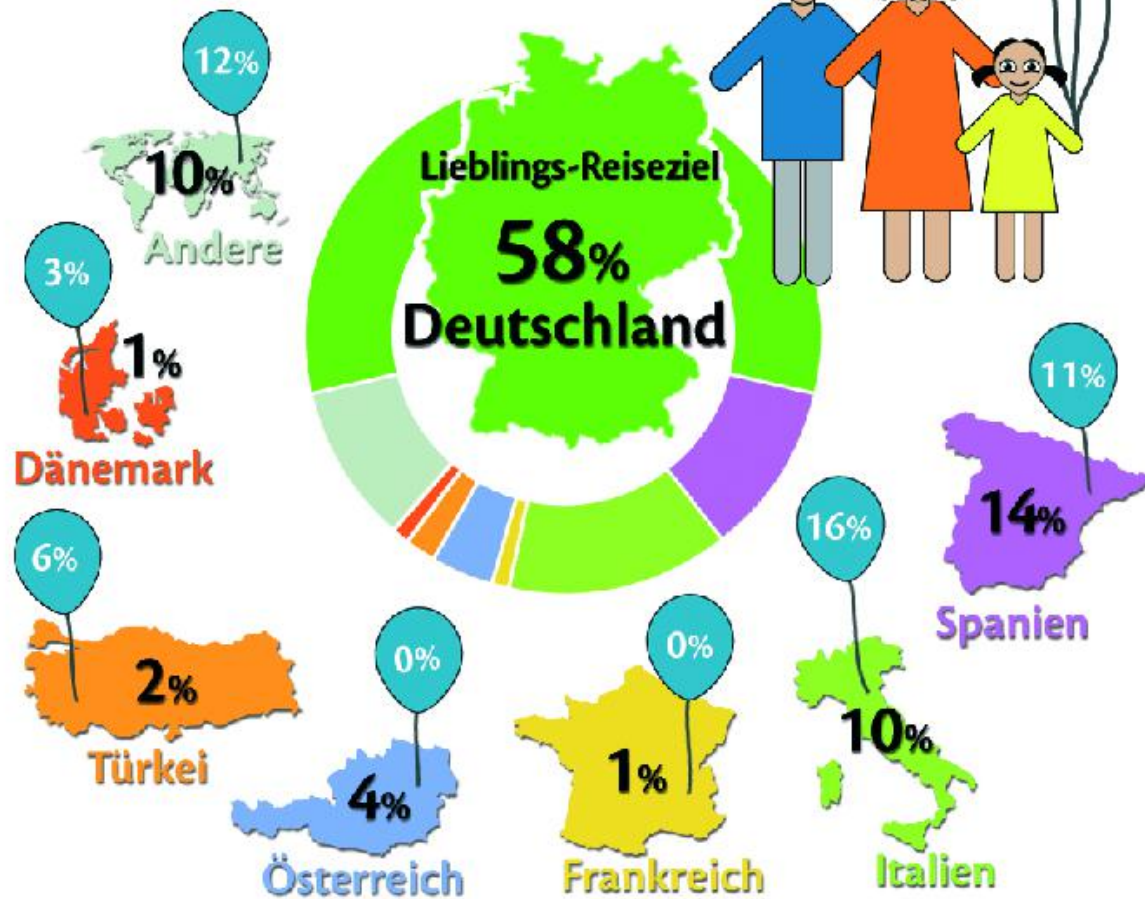 12%
10%
Andere
Lieblings-Reiseziel
58%
Deutschland
3%
1%
Dänemark
11%
14%
Spanien
6%
2%
Türkei
0%
4%
Österreich
0%
1%
Frankreich
16%
10%
Italien